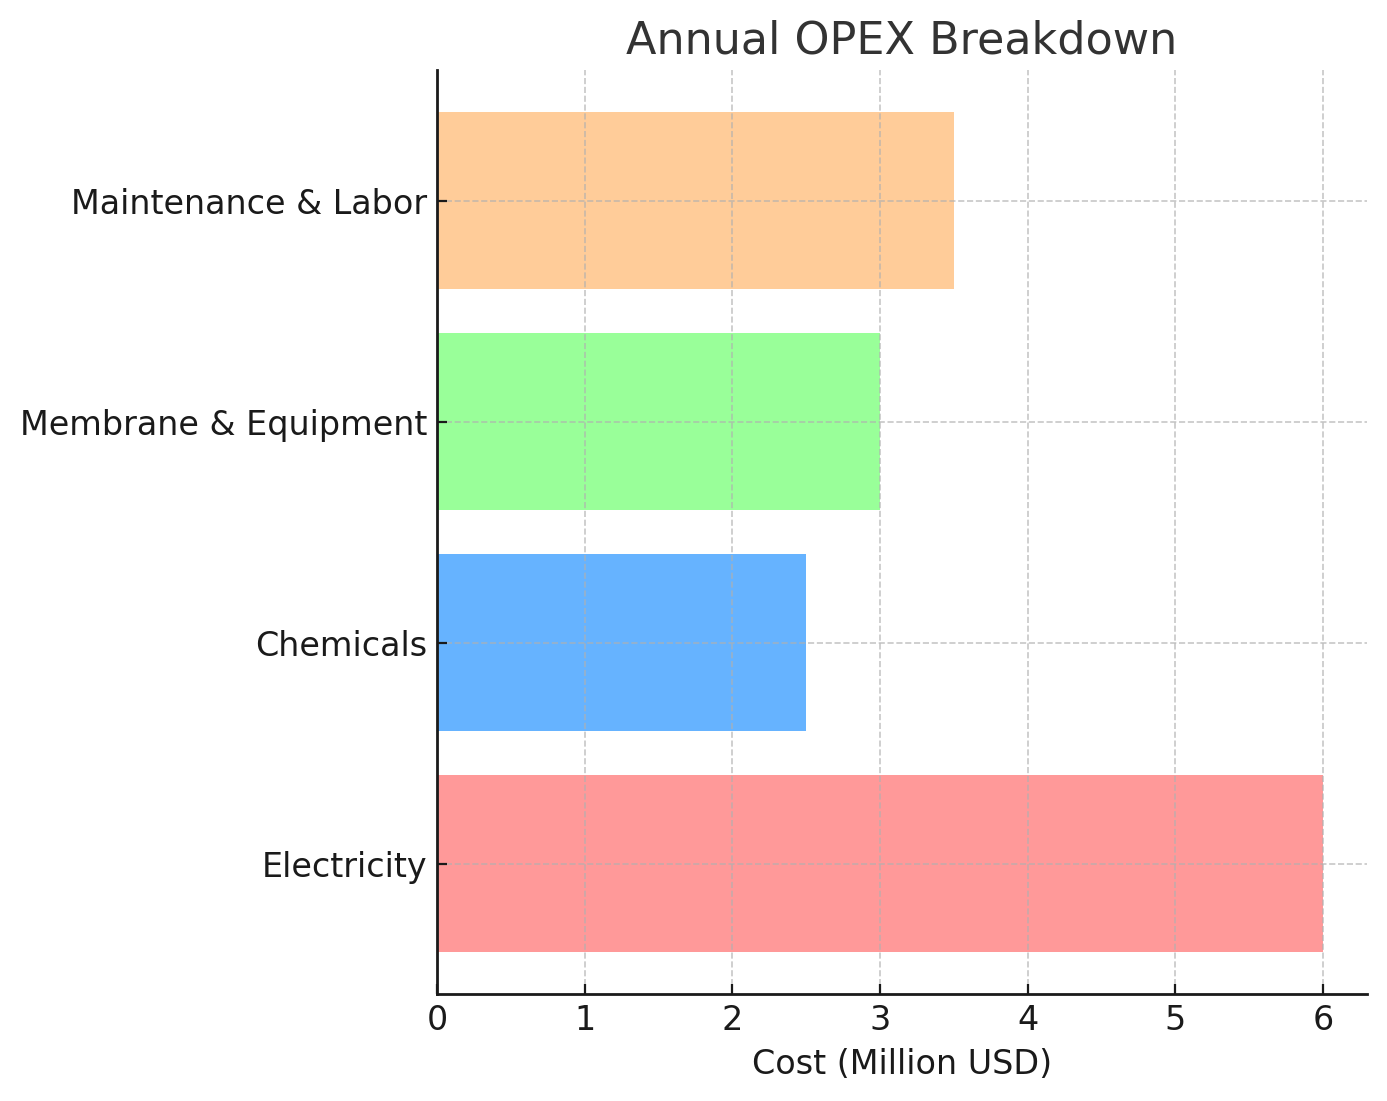 Annual OPEX Breakdown
Maintenance & Labor
Membrane & Equipment
Chemicals
Electricity
0 1 2 3 4 5 6
Cost (Million USD)